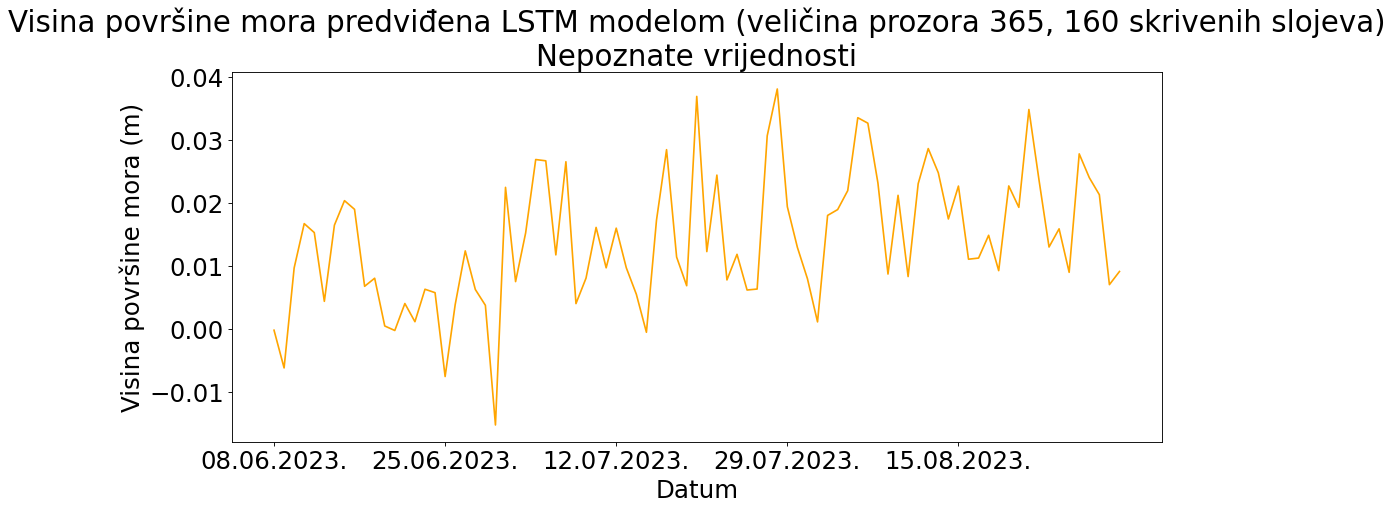 Visina površine mora predviđena LSTM modelom (veličina prozora 365, 160 skrivenih slojeva)
Nepoznate vrijednosti
Visina površine mora (m)
0.04
0.03
0.02
0.01
0.00
−0.01
08.06.2023. 25.06.2023. 12.07.2023. 29.07.2023. 15.08.2023.
Datum